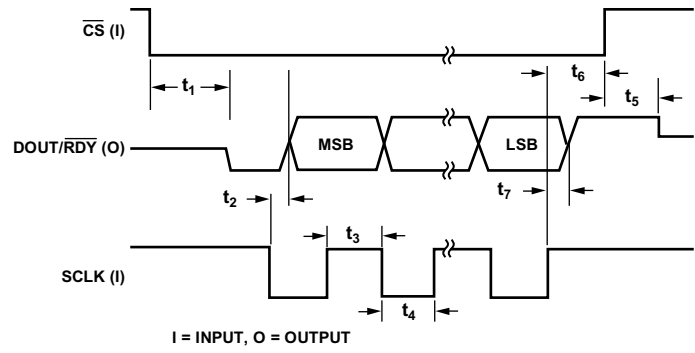 CS (I)
t6
t1
t5
DOUT/RDY (O)
MSB
LSB
t2
t7
t3
SCLK (I)
t4
I = INPUT, O = OUTPUT